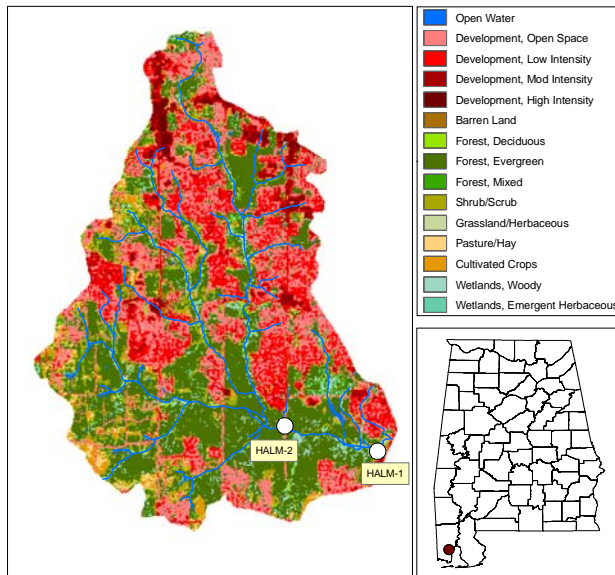 Open Water
Development, Open Space
Development, Low Intensity
Development, Mod Intensity
Development, High Intensity
Barren Land
Forest, Deciduous
Forest, Evergreen
Forest, Mixed
Shrub/Scrub
Grassland/Herbaceous
Pasture/Hay
Cultivated Crops
Wetlands, Woody
Wetlands, Emergent Herbaceous
HALM-2
HALM-1